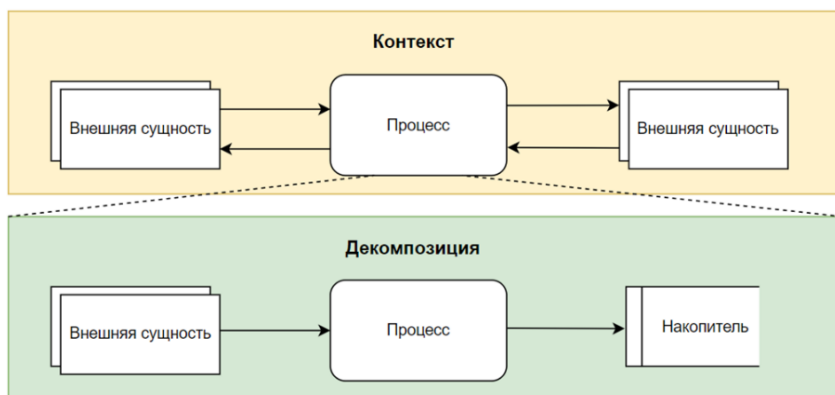 Контекст
Внешняя сущность
Процесс
Внешняя сущность
Декомпозиция
Внешняя сущность
Процесс
Накопитель